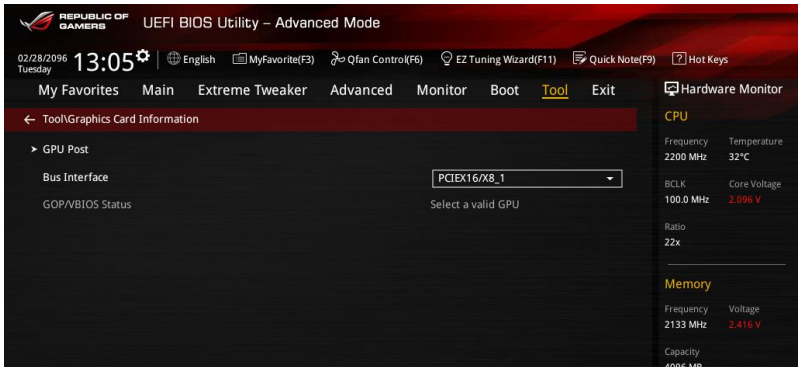 REPUBLIC OF
GAMERS
UEFI BIOS Utility – Advanced Mode
02/28/2096
Tuesday
13:05
English
MyFavorite(F3)
Qfan Control(F6)
EZ Tuning Wizard(F11)
Quick Note(F9)
? Hot Keys
My Favorites Main Extreme Tweaker Advanced Monitor Boot Tool Exit
Hardware Monitor
← Tool\Graphics Card Information
> GPU Post
Bus Interface PCIEX16/X8_1
GOP/VBIOS Status Select a valid GPU
CPU
Frequency Temperature
2200 MHz 32°C
BCLK Core Voltage
100.0 MHz 2.096 V
Ratio
22x
Memory
Frequency Voltage
2133 MHz 2.416 V
Capacity
4096 MB